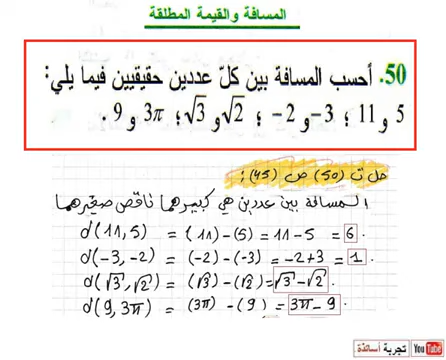 المسافة والقيمة المطلقة
50. أحسب المسافة بين كلّ عددين حقيقيين فيما يلي:
5 و 11 ؛ 3− و 2− ؛ √2 و √3 ؛ 3π و 9 .
حل ت (50) ص (45) :
المسافة بين عددين هي كبيرهما ناقص صغيرهما
d(11,5) = (11)-(5) = 11-5 = 6.
d(-3,-2) = (-2)-(-3) = -2+3 = 1.
d(√3,√2) = (√3)-(√2) = √3-√2.
d(9,3π) = (3π)-(9) = 3π-9.
YouTube تجربة أساتذة